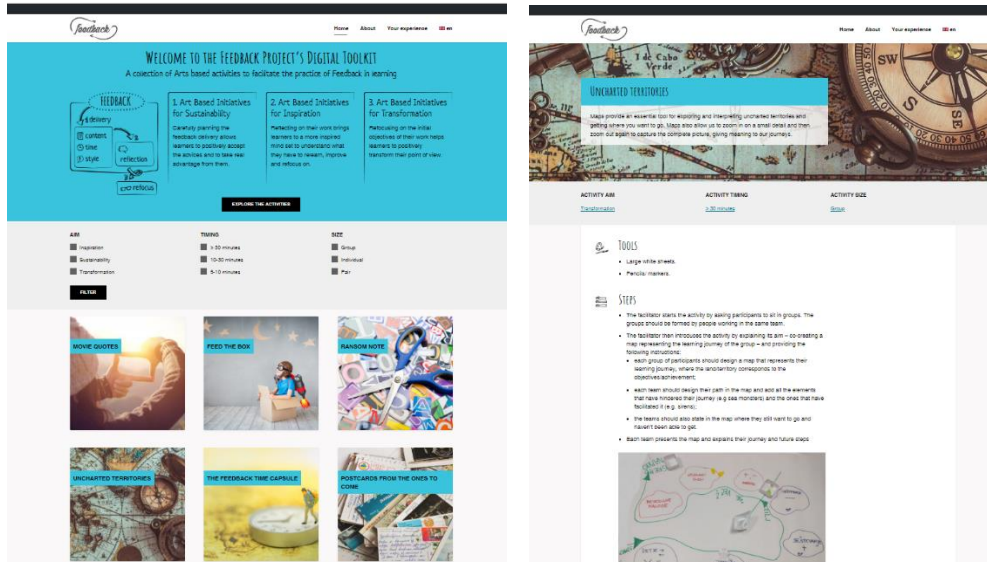 feedback
Home About Your experience en
WELCOME TO THE FEEDBACK PROJECT'S DIGITAL TOOLKIT
A colection of Arts based activities to facilitate the practice of Feedback in learning
FEEDBACK
delivery
content
time
style
reflection
refocus
1. Art Based Initiatives
for Sustainability
Carefully planning the
feedback delivery allows
learners to positively accept
the advices and to take real
advantage from them.
2. Art Based Initiatives
for Inspiration
Reflecting on their work brings
learners to a more inspired
mind set to understand what
they have to rework, improve
and refocus on.
3. Art Based Initiatives
for Transformation
Refocusing on the initial
objectives of their work helps
learners to positively
transform their point of view
EXPLORE THE ACTIVITIES
AIM
Inspiration
Sustainability
Transformation
TIMING
> 30 minutes
10-30 minutes
5-10 minutes
SIZE
Group
Individual
Pair
FILTER
MOVIE QUOTES
FEED THE BOX
RANSOM NOTE
UNCHARTED TERRITORIES
THE FEEDBACK TIME CAPSULE
POSTCARDS FROM THE ONES TO
COME
feedback
Home About Your experience en
I de Cabo
Verde
SW
UNCHARTED TERRITORIES
Maps provide an essential tool for exploring and interpreting uncharted territories and
getting where you want to go. Maps also allow us to zoom in on a small detail and then
zoom out again to capture the complete picture, giving meaning to our journeys.
ACTIVITY AIM
Transformation
ACTIVITY TIMING
> 30 minutes
ACTIVITY SIZE
Group
TOOLS
Large white sheets.
Pencils/ markers.
STEPS
The facilitator starts the activity by asking participants to sit in groups. The
groups should be formed by people working in the same team.
The facilitator then introduces the activity by explaining its aim – co-creating a
map representing the learning journey of the group – and providing the
following instructions:
each group of participants should design a map that represents their
learning journey, where the land/territory corresponds to the
objectives/achievement;
each team should design their path in the map and add all the elements
that have hindered their journey (e.g sea monsters) and the ones that have
facilitated it (e.g. sirens);
the teams should also state in the map where they still want to go and
haven't been able to get.
Each team presents the map and explains their journey and future steps